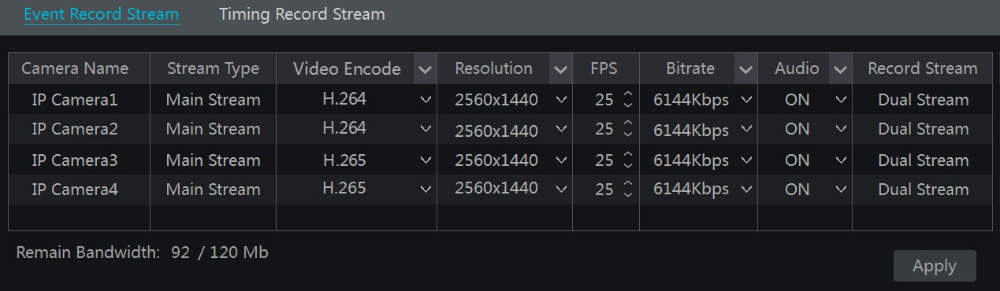 Event Record Stream Timing Record Stream
Camera Name Stream Type Video Encode Resolution FPS Bitrate Audio Record Stream
IP Camera1 Main Stream H.264 2560x1440 25 6144Kbps ON Dual Stream
IP Camera2 Main Stream H.264 2560x1440 25 6144Kbps ON Dual Stream
IP Camera3 Main Stream H.265 2560x1440 25 6144Kbps ON Dual Stream
IP Camera4 Main Stream H.265 2560x1440 25 6144Kbps ON Dual Stream
Remain Bandwidth: 92 / 120 Mb
Apply